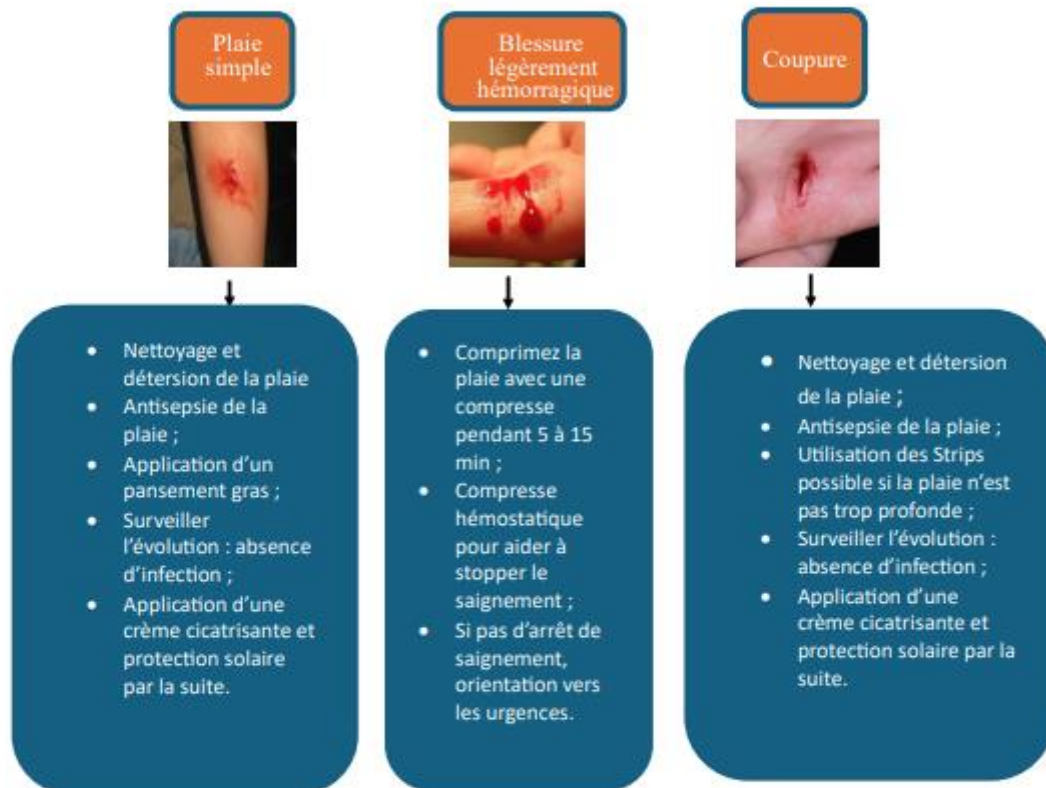 Plaie
simple
Blessure
légèrement
hémorragique
Coupure
• Nettoyage et
détersion de la plaie
• Antisepsie de la
plaie ;
• Application d'un
pansement gras ;
• Surveiller
l'évolution : absence
d'infection ;
• Application d'une
crème cicatrisante et
protection solaire
par la suite.
• Comprimez la
plaie avec une
compresse
pendant 5 à 15
min ;
• Compresse
hémostatique
pour aider à
stopper le
saignement ;
• Si pas d'arrêt de
saignement,
orientation vers
les urgences.
• Nettoyage et détersion
de la plaie ;
• Antisepsie de la plaie ;
• Utilisation des Strips
possible si la plaie n'est
pas trop profonde ;
• Surveiller l'évolution :
absence d'infection ;
• Application d'une
crème cicatrisante et
protection solaire par la
suite.